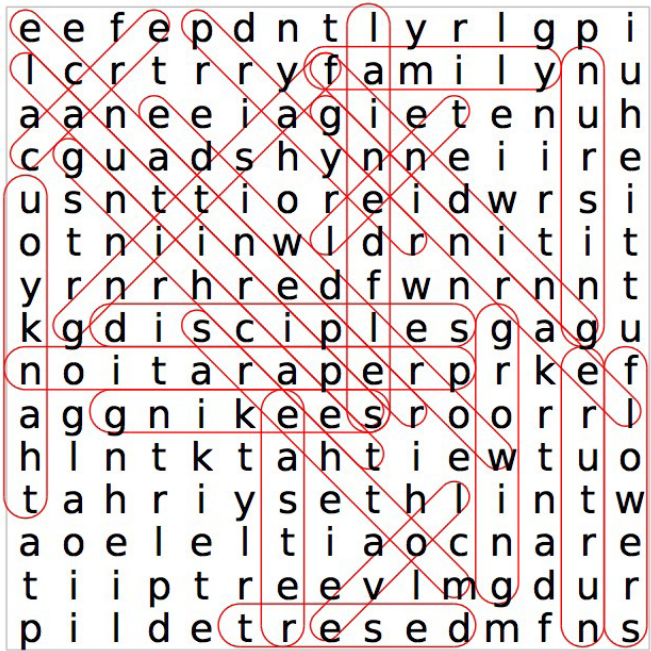 e e f e p d n t l y r l g p i
l c r t r r y f a m i l y n u
a a n e e i a g i e t e n u h
c g u a d s h y n n e i i r e
u s n t t i o r e i d w r s i
o t n i i n w l d r n i t i t
y r n r h r e d f w n r n n t
k g d i s c i p l e s g a g u
n o i t a r a p e r p r k e f
a g g n i k e e s r o o r r l
h l n t k t a h t i e w t u o
t a h r i y s e t h l i n t w
a o e l e l t i a o c n a r e
t i i p t r e e v l m g d u r
p i l d e t r e s e d m f n s